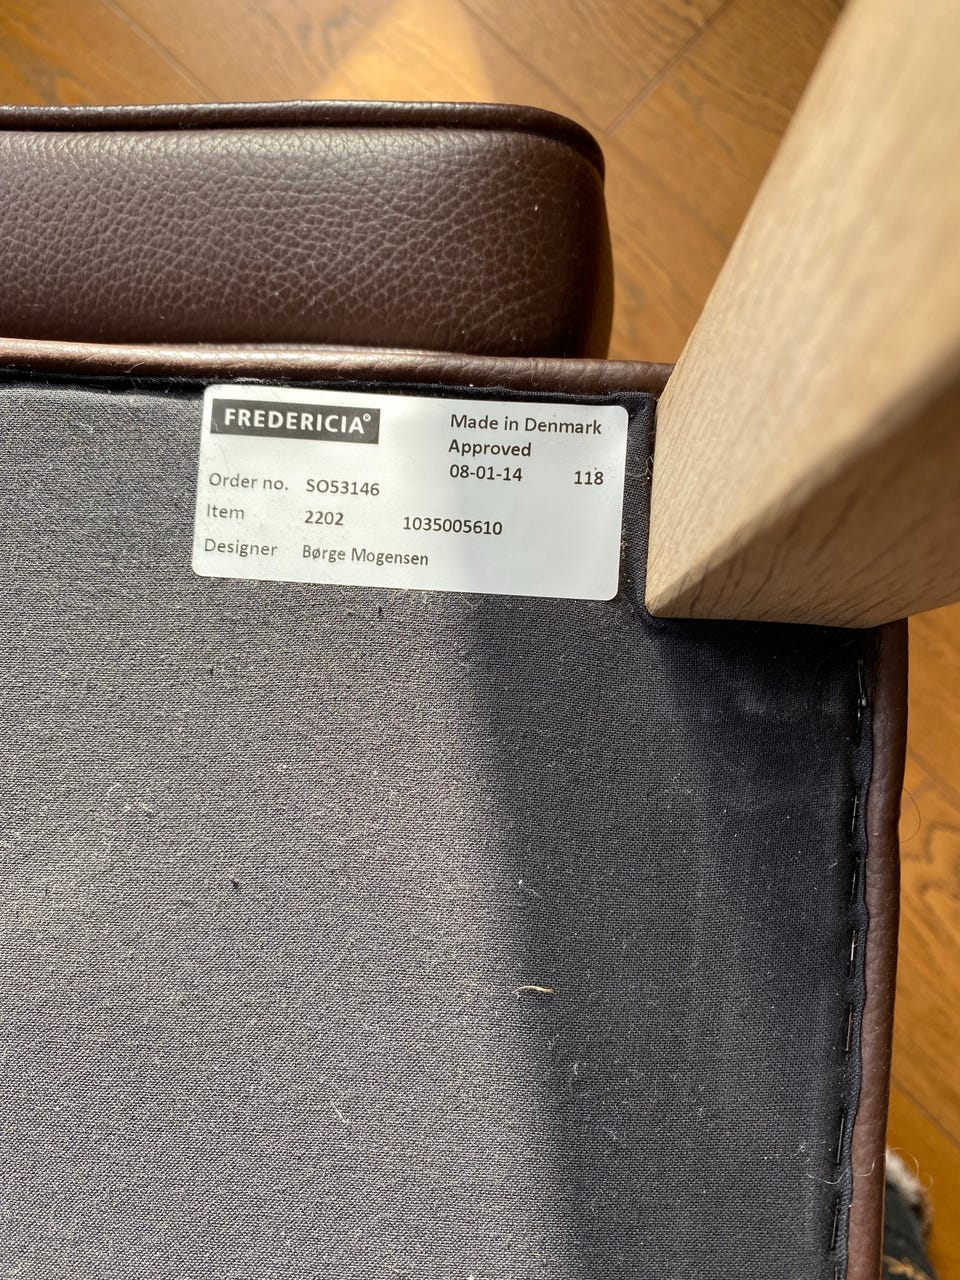 FREDERICIA®
Made in Denmark
Approved
08-01-14 118
Order no. SO53146
Item 2202 1035005610
Designer Børge Mogensen